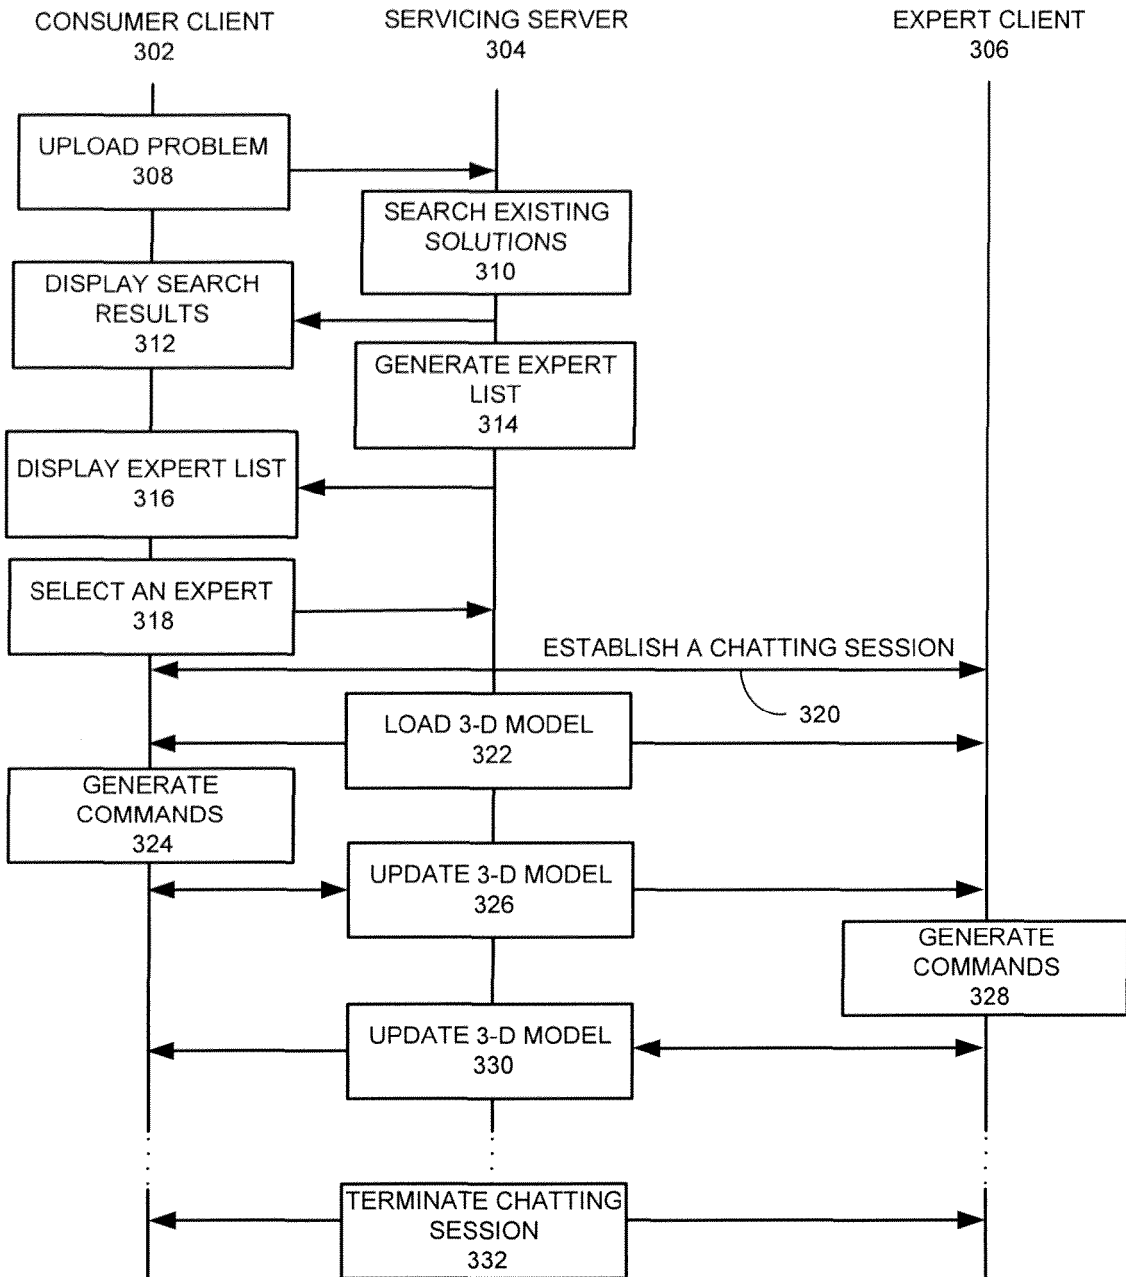 CONSUMER CLIENT
302
SERVICING SERVER
304
EXPERT CLIENT
306
UPLOAD PROBLEM
308
SEARCH EXISTING
SOLUTIONS
310
DISPLAY SEARCH
RESULTS
312
GENERATE EXPERT
LIST
314
DISPLAY EXPERT LIST
316
SELECT AN EXPERT
318
ESTABLISH A CHATTING SESSION
320
LOAD 3-D MODEL
322
GENERATE
COMMANDS
324
UPDATE 3-D MODEL
326
GENERATE
COMMANDS
328
UPDATE 3-D MODEL
330
TERMINATE CHATTING
SESSION
332